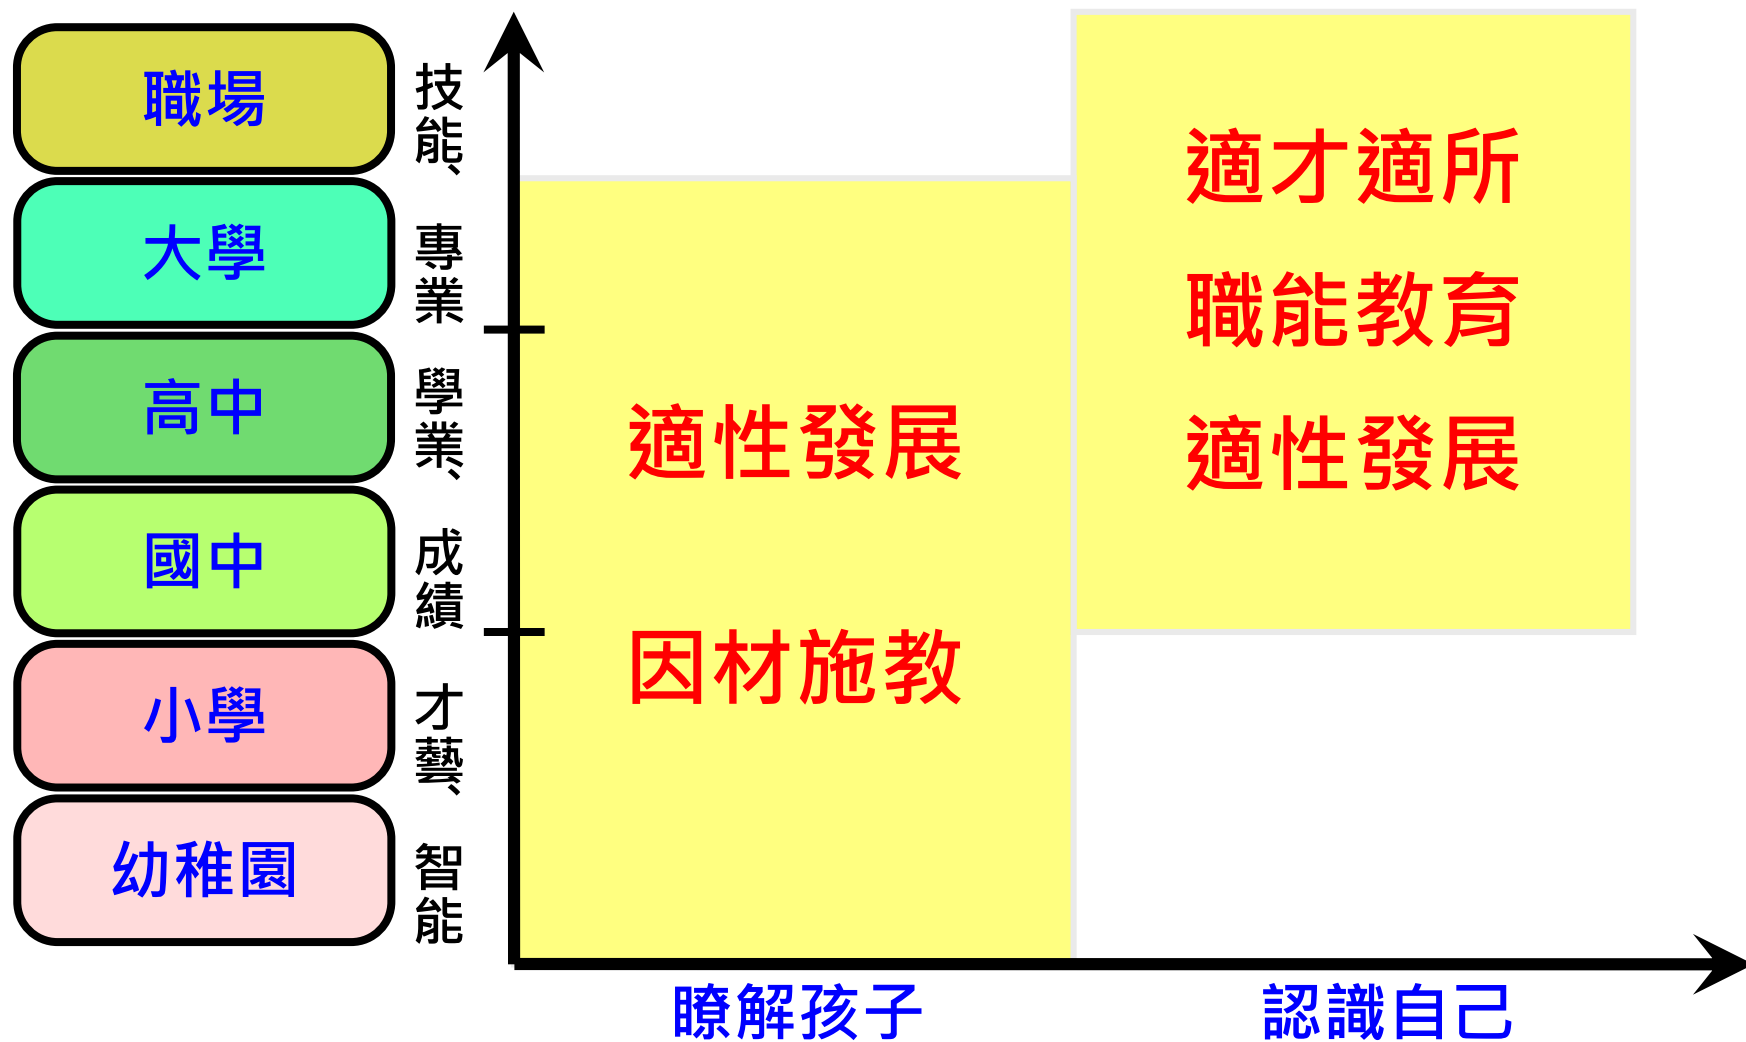 職場
大學
高中
國中
小學
幼稚園
技能、
專業
學業、
成績
才藝、
智能
適性發展
因材施教
適才適所
職能教育
適性發展
瞭解孩子
認識自己